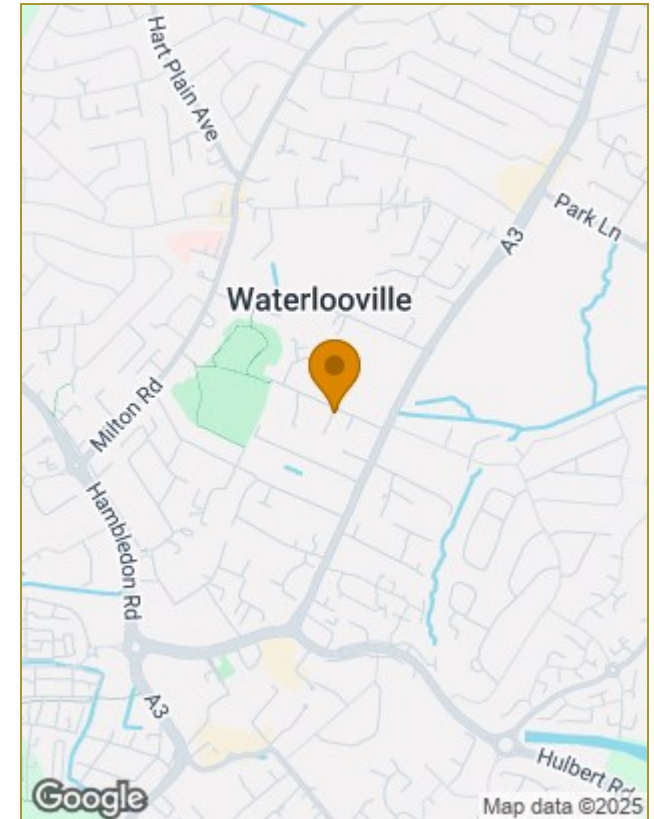 Hart Plain Ave
Park Ln
A3
Waterlooville
Milton Rd
Hambledon Rd
A3
Hulbert Rd
Google
Map data ©2025